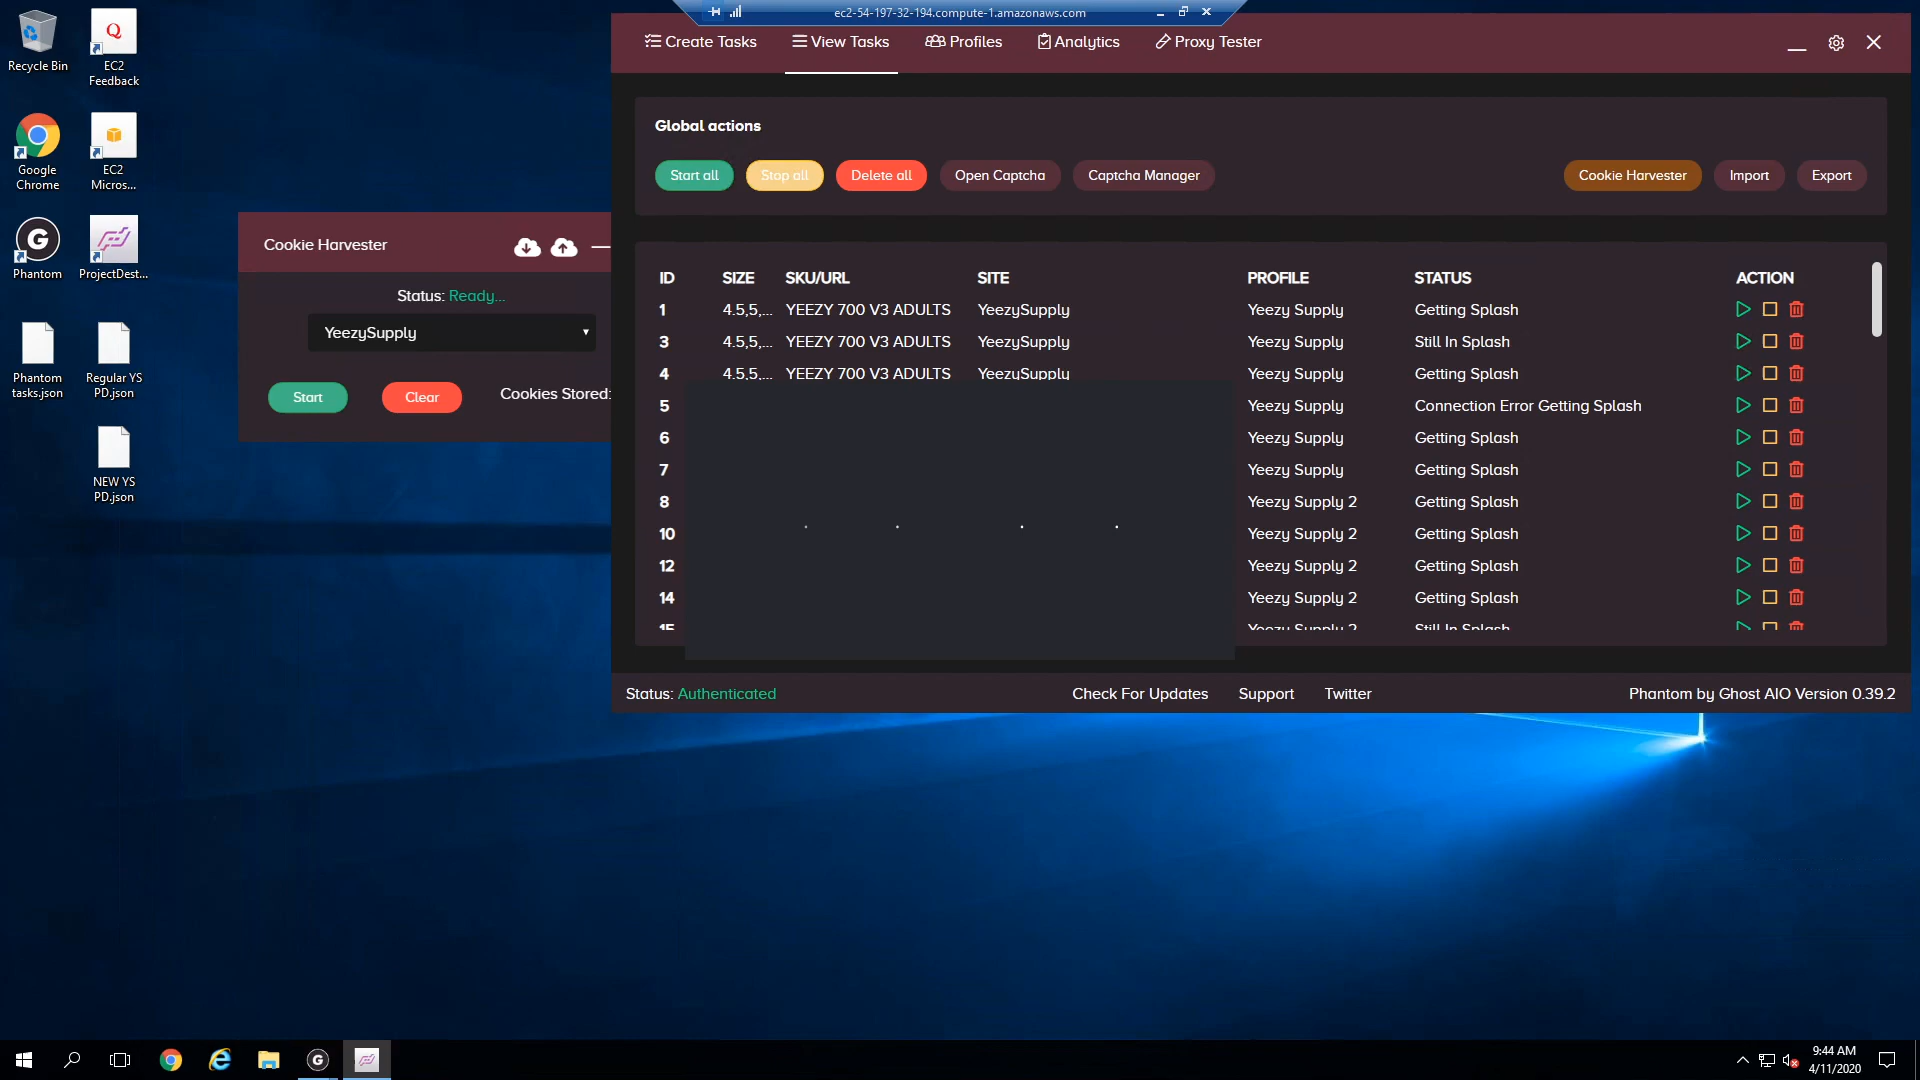 ec2-54-197-32-194.compute-1.amazonaws.com
Recycle Bin
EC2
Feedback
Google
Chrome
EC2
Micros...
Phantom
ProjectDest...
Phantom
tasks.json
Regular YS
PD.json
NEW YS
PD.json
Cookie Harvester
Status: Ready...
YeezySupply
Start
Clear
Cookies Stored:
Create Tasks
View Tasks
Profiles
Analytics
Proxy Tester
Global actions
Start all
Stop all
Delete all
Open Captcha
Captcha Manager
Cookie Harvester
Import
Export
ID SIZE SKU/URL SITE PROFILE STATUS ACTION
1 4.5,5,... YEEZY 700 V3 ADULTS YeezySupply Yeezy Supply Getting Splash
3 4.5,5,... YEEZY 700 V3 ADULTS YeezySupply Yeezy Supply Still In Splash
4 4.5,5,... YEEZY 700 V3 ADULTS YeezySupply Yeezy Supply Getting Splash
5 Yeezy Supply Connection Error Getting Splash
6 Yeezy Supply Getting Splash
7 Yeezy Supply Getting Splash
8 Yeezy Supply 2 Getting Splash
10 Yeezy Supply 2 Getting Splash
12 Yeezy Supply 2 Getting Splash
14 Yeezy Supply 2 Getting Splash
15 Yeezy Supply 2 Still In Splash
Status: Authenticated
Check For Updates
Support
Twitter
Phantom by Ghost AIO Version 0.39.2
9:44 AM
4/11/2020